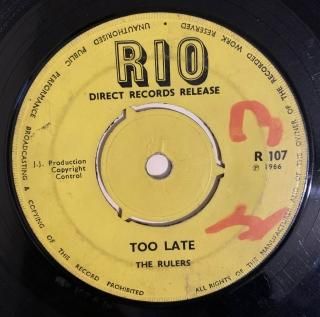 RIO
DIRECT RECORDS RELEASE
J.J. Production
Copyright
Control
R 107
℗ 1966
TOO LATE
THE RULERS
ALL RIGHTS OF THE MANUFACTURER AND OF THE OWNER OF THE RECORDED WORK RESERVED
UNAUTHORISED PUBLIC PERFORMANCE BROADCASTING & COPYING OF THIS RECORD PROHIBITED